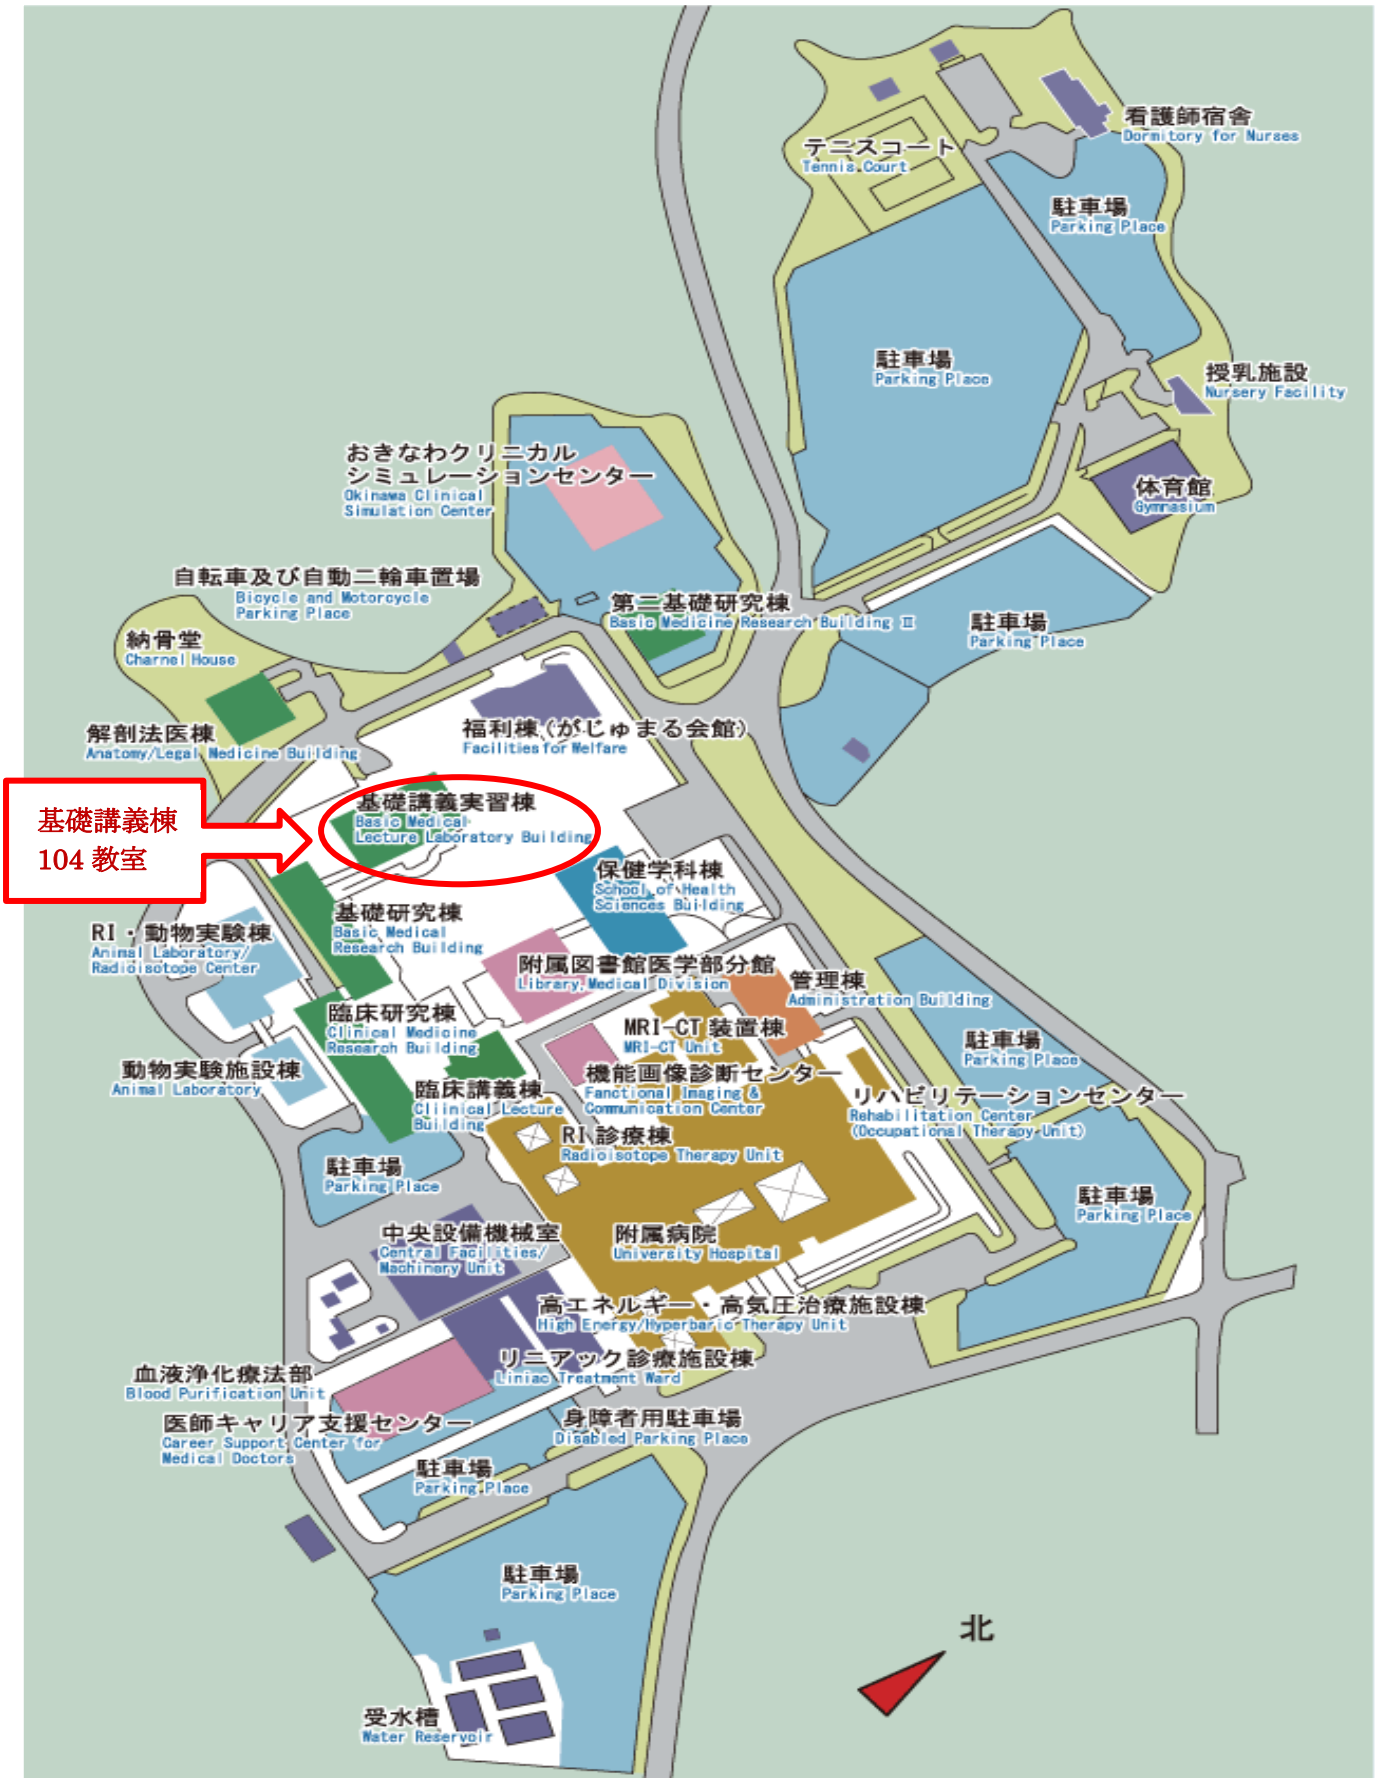 看護師宿舎
Dormitory for Nurses
テニスコート
Tennis Court
駐車場
Parking Place
駐車場
Parking Place
授乳施設
Nursery Facility
おきなわクリニカル
シミュレーションセンター
Okinawa Clinical
Simulation Center
体育館
Gymnasium
自転車及び自動二輪車置場
Bicycle and Motorcycle
Parking Place
第二基礎研究棟
Basic Medicine Research Building Ⅱ
駐車場
Parking Place
納骨堂
Charnel House
解剖法医棟
Anatomy/Legal Medicine Building
福利棟(がじゅまる会館)
Facilities for Welfare
基礎講義棟
104 教室
基礎講義実習棟
Basic Medical
Lecture Laboratory Building
保健学科棟
School of Health
Sciences Building
基礎研究棟
Basic Medical
Research Building
RI・動物実験棟
Animal Laboratory/
Radioisotope Center
附属図書館医学部分館
Library, Medical Division
管理棟
Administration Building
臨床研究棟
Clinical Medicine
Research Building
MRI-CT 装置棟
MRI-CT Unit
駐車場
Parking Place
動物実験施設棟
Animal Laboratory
臨床講義棟
Cliinical Lecture
Building
機能画像診断センター
Fanctional Imaging &
Communication Center
リハビリテーションセンター
Rehabilitation Center
(Occupational Therapy Unit)
RI 診療棟
Radioisotope Therapy Unit
駐車場
Parking Place
駐車場
Parking Place
中央設備機械室
Central Facilities/
Machinery Unit
附属病院
University Hospital
高エネルギー・高気圧治療施設棟
High Energy/Hyperbaric Therapy Unit
リニアック診療施設棟
Liniac Treatment Ward
血液浄化療法部
Blood Purification Unit
医師キャリア支援センター
Career Support Center for
Medical Doctors
身障者用駐車場
Disabled Parking Place
駐車場
Parking Place
駐車場
Parking Place
北
受水槽
Water Reservoir